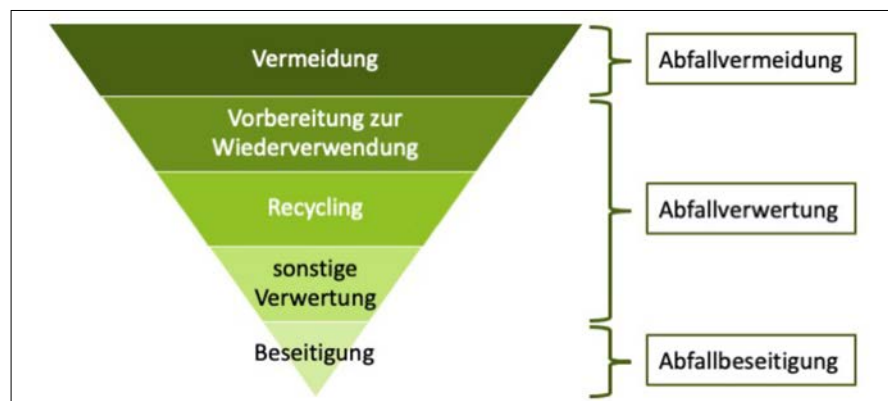 Vermeidung
Abfallvermeidung
Vorbereitung zur
Wiederverwendung
Recycling
Abfallverwertung
sonstige
Verwertung
Beseitigung
Abfallbeseitigung